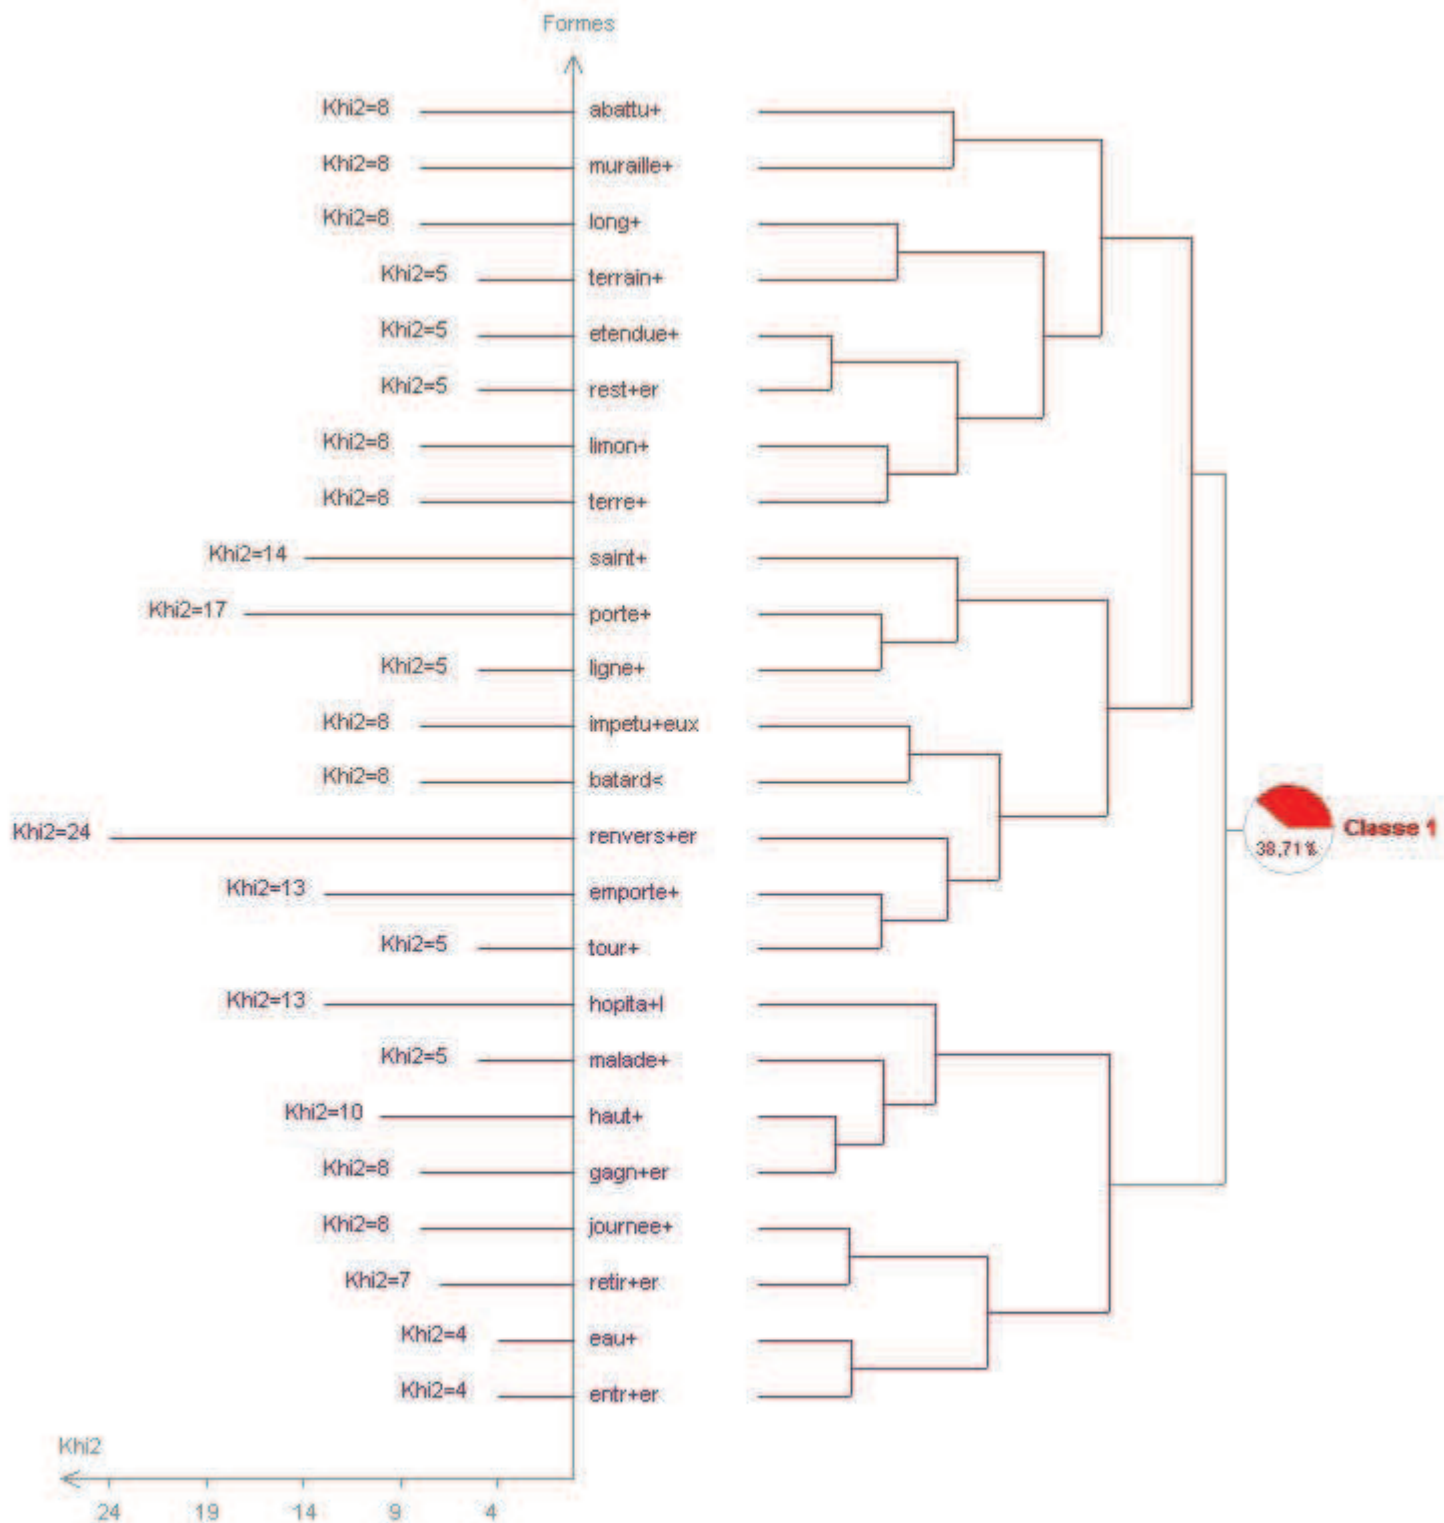 Formes
Khi2=8 abattu+
Khi2=8 muraille+
Khi2=8 long+
Khi2=5 terrain+
Khi2=5 etendue+
Khi2=5 rest+er
Khi2=8 limon+
Khi2=8 terre+
Khi2=14 saint+
Khi2=17 porte+
Khi2=5 ligne+
Khi2=8 impetu+eux
Khi2=8 batard<
Khi2=24 renvers+er
Khi2=13 emporte+
Khi2=5 tour+
Khi2=13 hopita+l
Khi2=5 malade+
Khi2=10 haut+
Khi2=8 gagn+er
Khi2=8 journee+
Khi2=7 retir+er
Khi2=4 eau+
Khi2=4 entr+er
38,71% Classe 1
Khi2
24 19 14 9 4